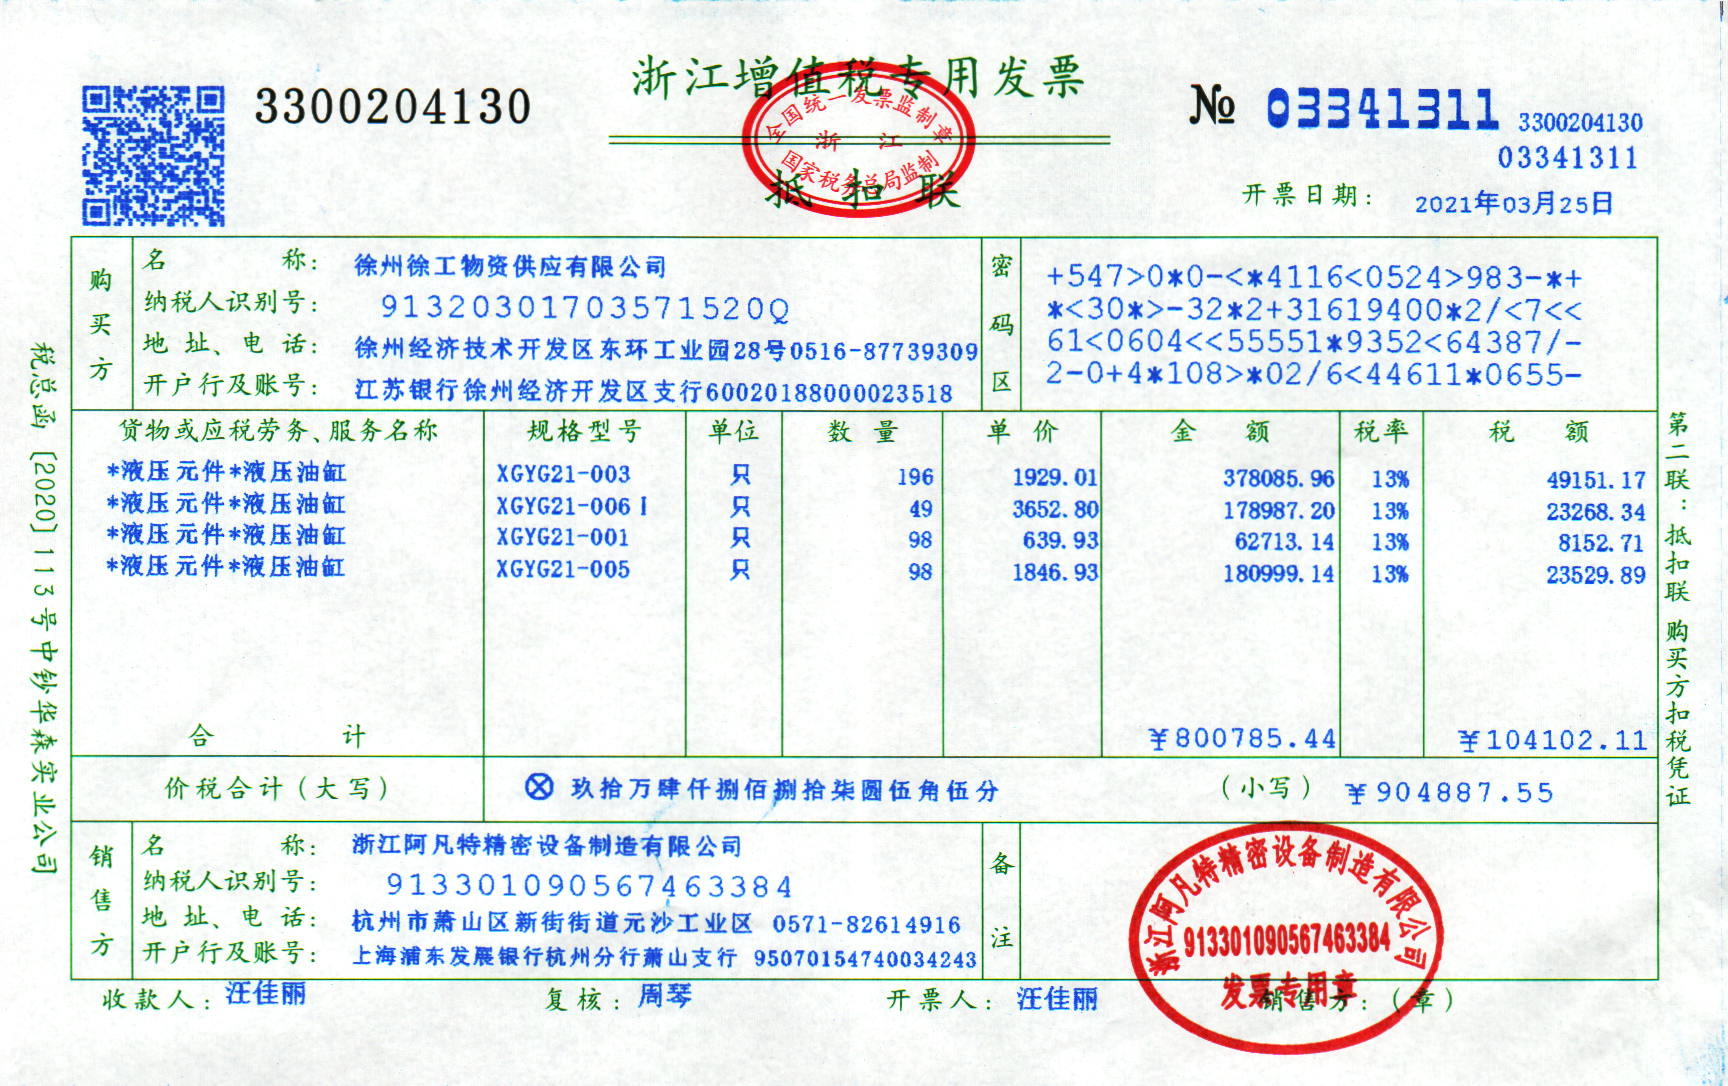 浙江增值税专用发票
3300204130
№ 03341311
3300204130
03341311
全国统一发票监制章
浙 江
国家税务总局监制
抵扣联
开票日期： 2021年03月25日
购买方
名 称： 徐州徐工物资供应有限公司
纳税人识别号： 91320301703571520Q
地 址、电 话： 徐州经济技术开发区东环工业园28号0516-87739309
开户行及账号： 江苏银行徐州经济开发区支行60020188000023518
密码区
+547>0*0-<*4116<0524>983-*+
*<30*>-32*2+31619400*2/<7<<
61<0604<<55551*9352<64387/-
2-0+4*108>*02/6<44611*0655-
货物或应税劳务、服务名称 规格型号 单位 数 量 单 价 金 额 税率 税 额
*液压元件*液压油缸 XGYG21-003 只 196 1929.01 378085.96 13% 49151.17
*液压元件*液压油缸 XGYG21-006Ⅰ 只 49 3652.80 178987.20 13% 23268.34
*液压元件*液压油缸 XGYG21-001 只 98 639.93 62713.14 13% 8152.71
*液压元件*液压油缸 XGYG21-005 只 98 1846.93 180999.14 13% 23529.89
合 计 ￥800785.44 ￥104102.11
价税合计（大写） ⊗玖拾万肆仟捌佰捌拾柒圆伍角伍分 （小写） ￥904887.55
销售方
名 称： 浙江阿凡特精密设备制造有限公司
纳税人识别号： 913301090567463384
地 址、电 话： 杭州市萧山区新街街道元沙工业区 0571-82614916
开户行及账号： 上海浦东发展银行杭州分行萧山支行 95070154740034243
备注
浙江阿凡特精密设备制造有限公司
913301090567463384
发票专用章
收款人： 汪佳丽 复核： 周琴 开票人： 汪佳丽 销售方：（章）
税总函〔2020〕113号中钞华森实业公司
第二联：抵扣联 购买方扣税凭证